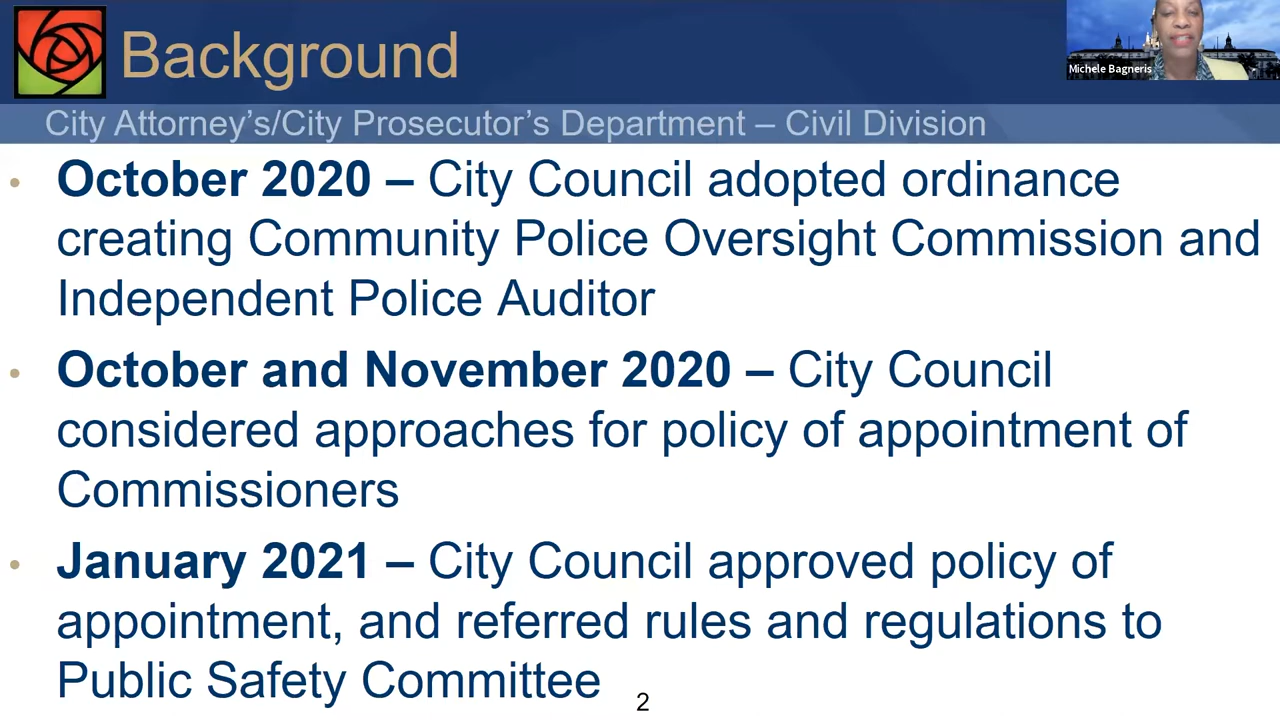 Background
Michele Bagneris
City Attorney's/City Prosecutor's Department – Civil Division
• October 2020 – City Council adopted ordinance
creating Community Police Oversight Commission and
Independent Police Auditor
• October and November 2020 – City Council
considered approaches for policy of appointment of
Commissioners
• January 2021 – City Council approved policy of
appointment, and referred rules and regulations to
Public Safety Committee
2